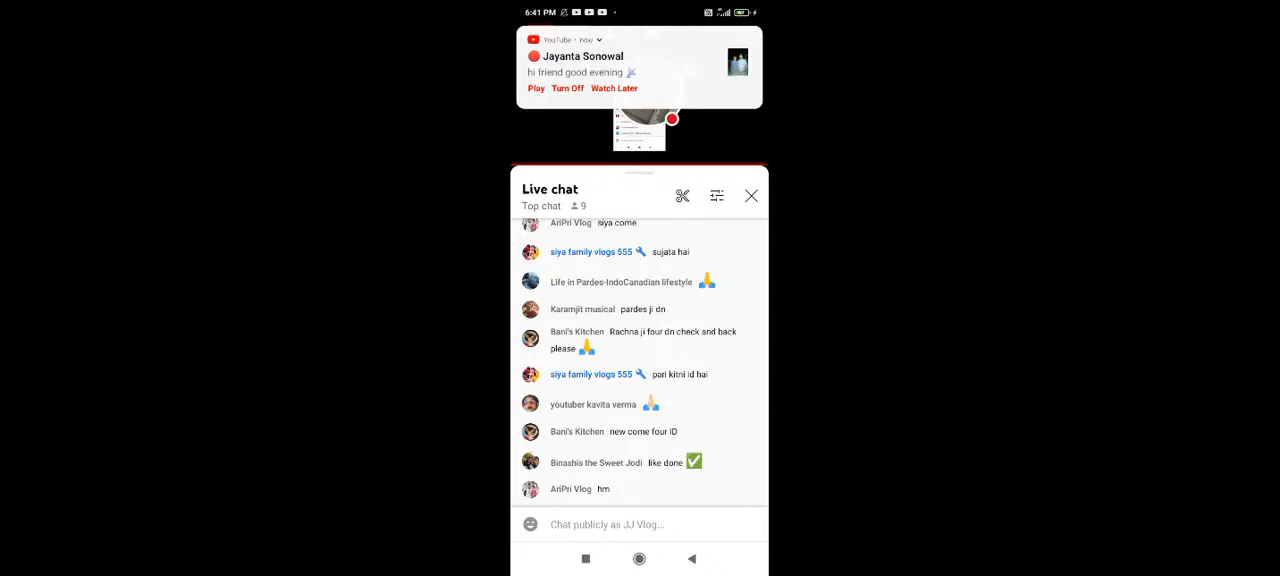 6:41 PM
YouTube • now
Jayanta Sonowal
hi friend good evening
Play Turn Off Watch Later
Live chat
Top chat 9
AriPri Vlog siya come
siya family vlogs 555 sujata hai
Life in Pardes-IndoCanadian lifestyle 🙏
Karamjit musical pardes ji dn
Bani's Kitchen Rachna ji four dn check and back
please 🙏
siya family vlogs 555 pari kitni id hai
youtuber kavita verma 🙏🏻
Bani's Kitchen new come four ID
Binashis the Sweet Jodi like done ✅
AriPri Vlog hm
Chat publicly as JJ Vlog...